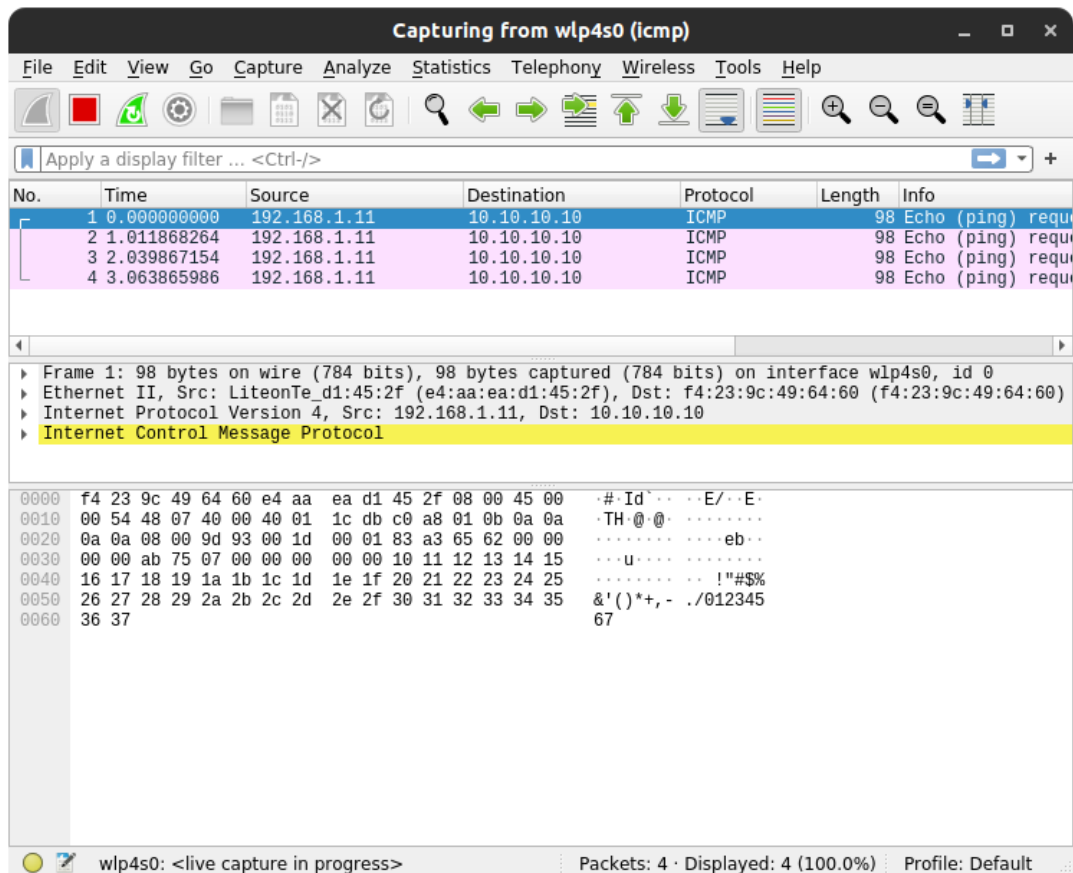 Capturing from wlp4s0 (icmp)
File Edit View Go Capture Analyze Statistics Telephony Wireless Tools Help
Apply a display filter ... <Ctrl-/>
No. Time Source Destination Protocol Length Info
1 0.000000000 192.168.1.11 10.10.10.10 ICMP 98 Echo (ping) requ
2 1.011868264 192.168.1.11 10.10.10.10 ICMP 98 Echo (ping) requ
3 2.039867154 192.168.1.11 10.10.10.10 ICMP 98 Echo (ping) requ
4 3.063865986 192.168.1.11 10.10.10.10 ICMP 98 Echo (ping) requ
Frame 1: 98 bytes on wire (784 bits), 98 bytes captured (784 bits) on interface wlp4s0, id 0
Ethernet II, Src: LiteonTe_d1:45:2f (e4:aa:ea:d1:45:2f), Dst: f4:23:9c:49:64:60 (f4:23:9c:49:64:60)
Internet Protocol Version 4, Src: 192.168.1.11, Dst: 10.10.10.10
Internet Control Message Protocol
0000 f4 23 9c 49 64 60 e4 aa ea d1 45 2f 08 00 45 00 ·#·Id`·· ··E/··E·
0010 00 54 48 07 40 00 40 01 1c db c0 a8 01 0b 0a 0a ·TH·@·@· ········
0020 0a 0a 08 00 9d 93 00 1d 00 01 83 a3 65 62 00 00 ········ ····eb··
0030 00 00 ab 75 07 00 00 00 00 00 10 11 12 13 14 15 ···u···· ········
0040 16 17 18 19 1a 1b 1c 1d 1e 1f 20 21 22 23 24 25 ········ ·· !"#$%
0050 26 27 28 29 2a 2b 2c 2d 2e 2f 30 31 32 33 34 35 &'()*+,- ./012345
0060 36 37 67
wlp4s0: <live capture in progress> Packets: 4 · Displayed: 4 (100.0%) Profile: Default